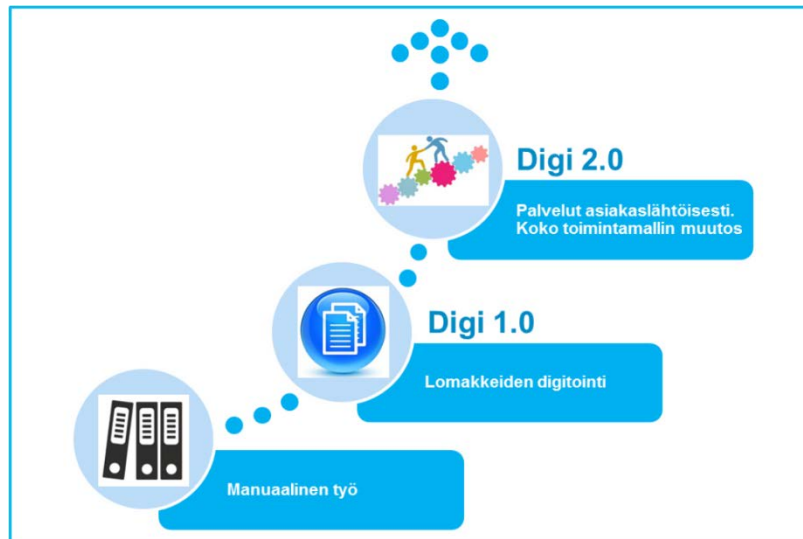 Digi 2.0
Palvelut asiakaslähtöisesti.
Koko toimintamallin muutos
Digi 1.0
Lomakkeiden digitointi
Manuaalinen työ